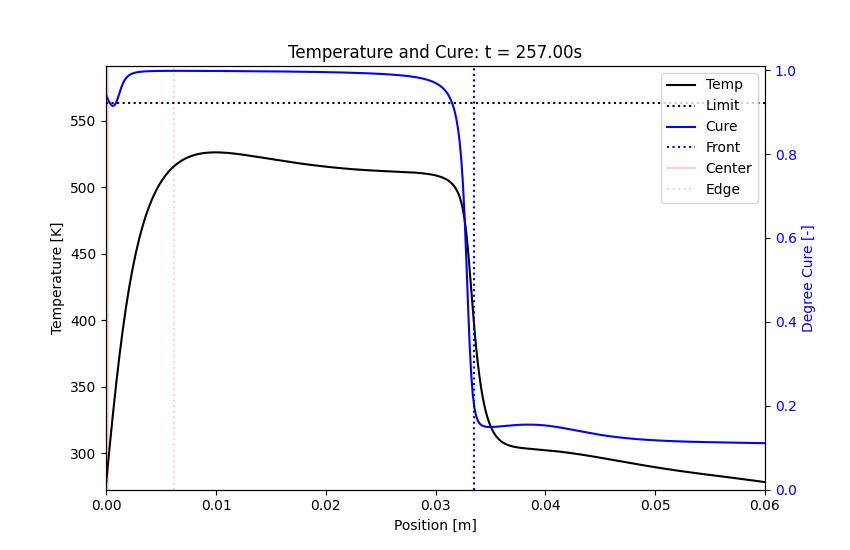 Temperature and Cure: t = 257.00s
Temp
Limit
Cure
Front
Center
Edge
Temperature [K]
550
500
450
400
350
300
Degree Cure [-]
1.0
0.8
0.6
0.4
0.2
0.0
0.00 0.01 0.02 0.03 0.04 0.05 0.06
Position [m]